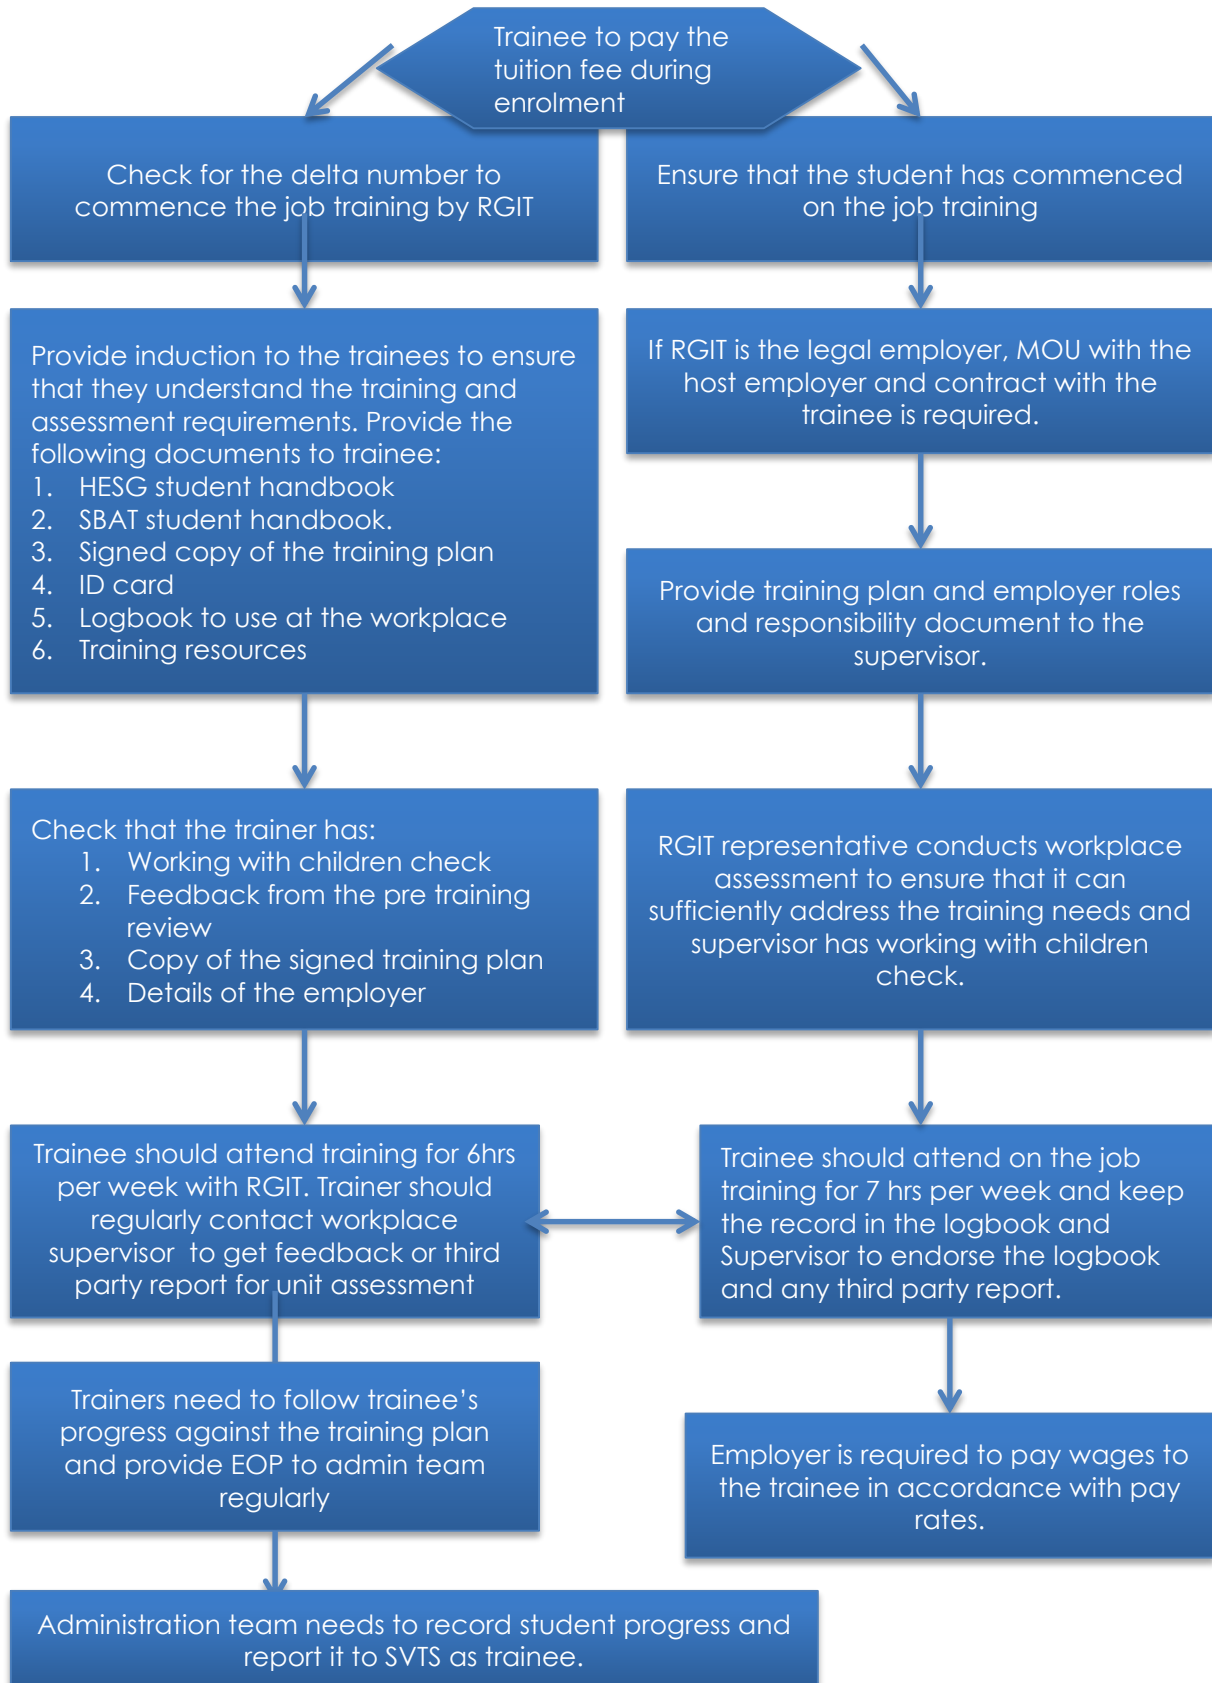 Trainee to pay the
tuition fee during
enrolment
Check for the delta number to
commence the job training by RGIT
Ensure that the student has commenced
on the job training
Provide induction to the trainees to ensure
that they understand the training and
assessment requirements. Provide the
following documents to trainee:
1. HESG student handbook
2. SBAT student handbook.
3. Signed copy of the training plan
4. ID card
5. Logbook to use at the workplace
6. Training resources
If RGIT is the legal employer, MOU with the
host employer and contract with the
trainee is required.
Provide training plan and employer roles
and responsibility document to the
supervisor.
Check that the trainer has:
1. Working with children check
2. Feedback from the pre training
review
3. Copy of the signed training plan
4. Details of the employer
RGIT representative conducts workplace
assessment to ensure that it can
sufficiently address the training needs and
supervisor has working with children
check.
Trainee should attend training for 6hrs
per week with RGIT. Trainer should
regularly contact workplace
supervisor to get feedback or third
party report for unit assessment
Trainee should attend on the job
training for 7 hrs per week and keep
the record in the logbook and
Supervisor to endorse the logbook
and any third party report.
Trainers need to follow trainee’s
progress against the training plan
and provide EOP to admin team
regularly
Employer is required to pay wages to
the trainee in accordance with pay
rates.
Administration team needs to record student progress and
report it to SVTS as trainee.